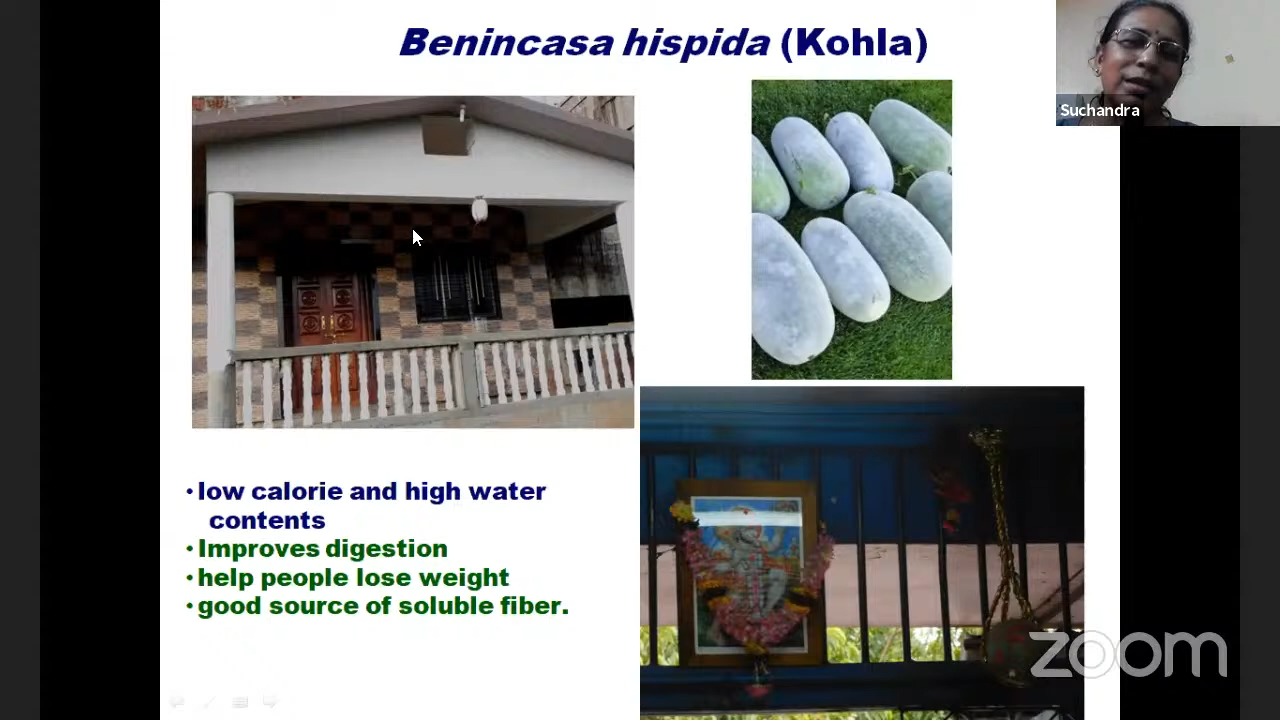 Benincasa hispida (Kohla)
Suchandra
• low calorie and high water
contents
• Improves digestion
• help people lose weight
• good source of soluble fiber.
zoom